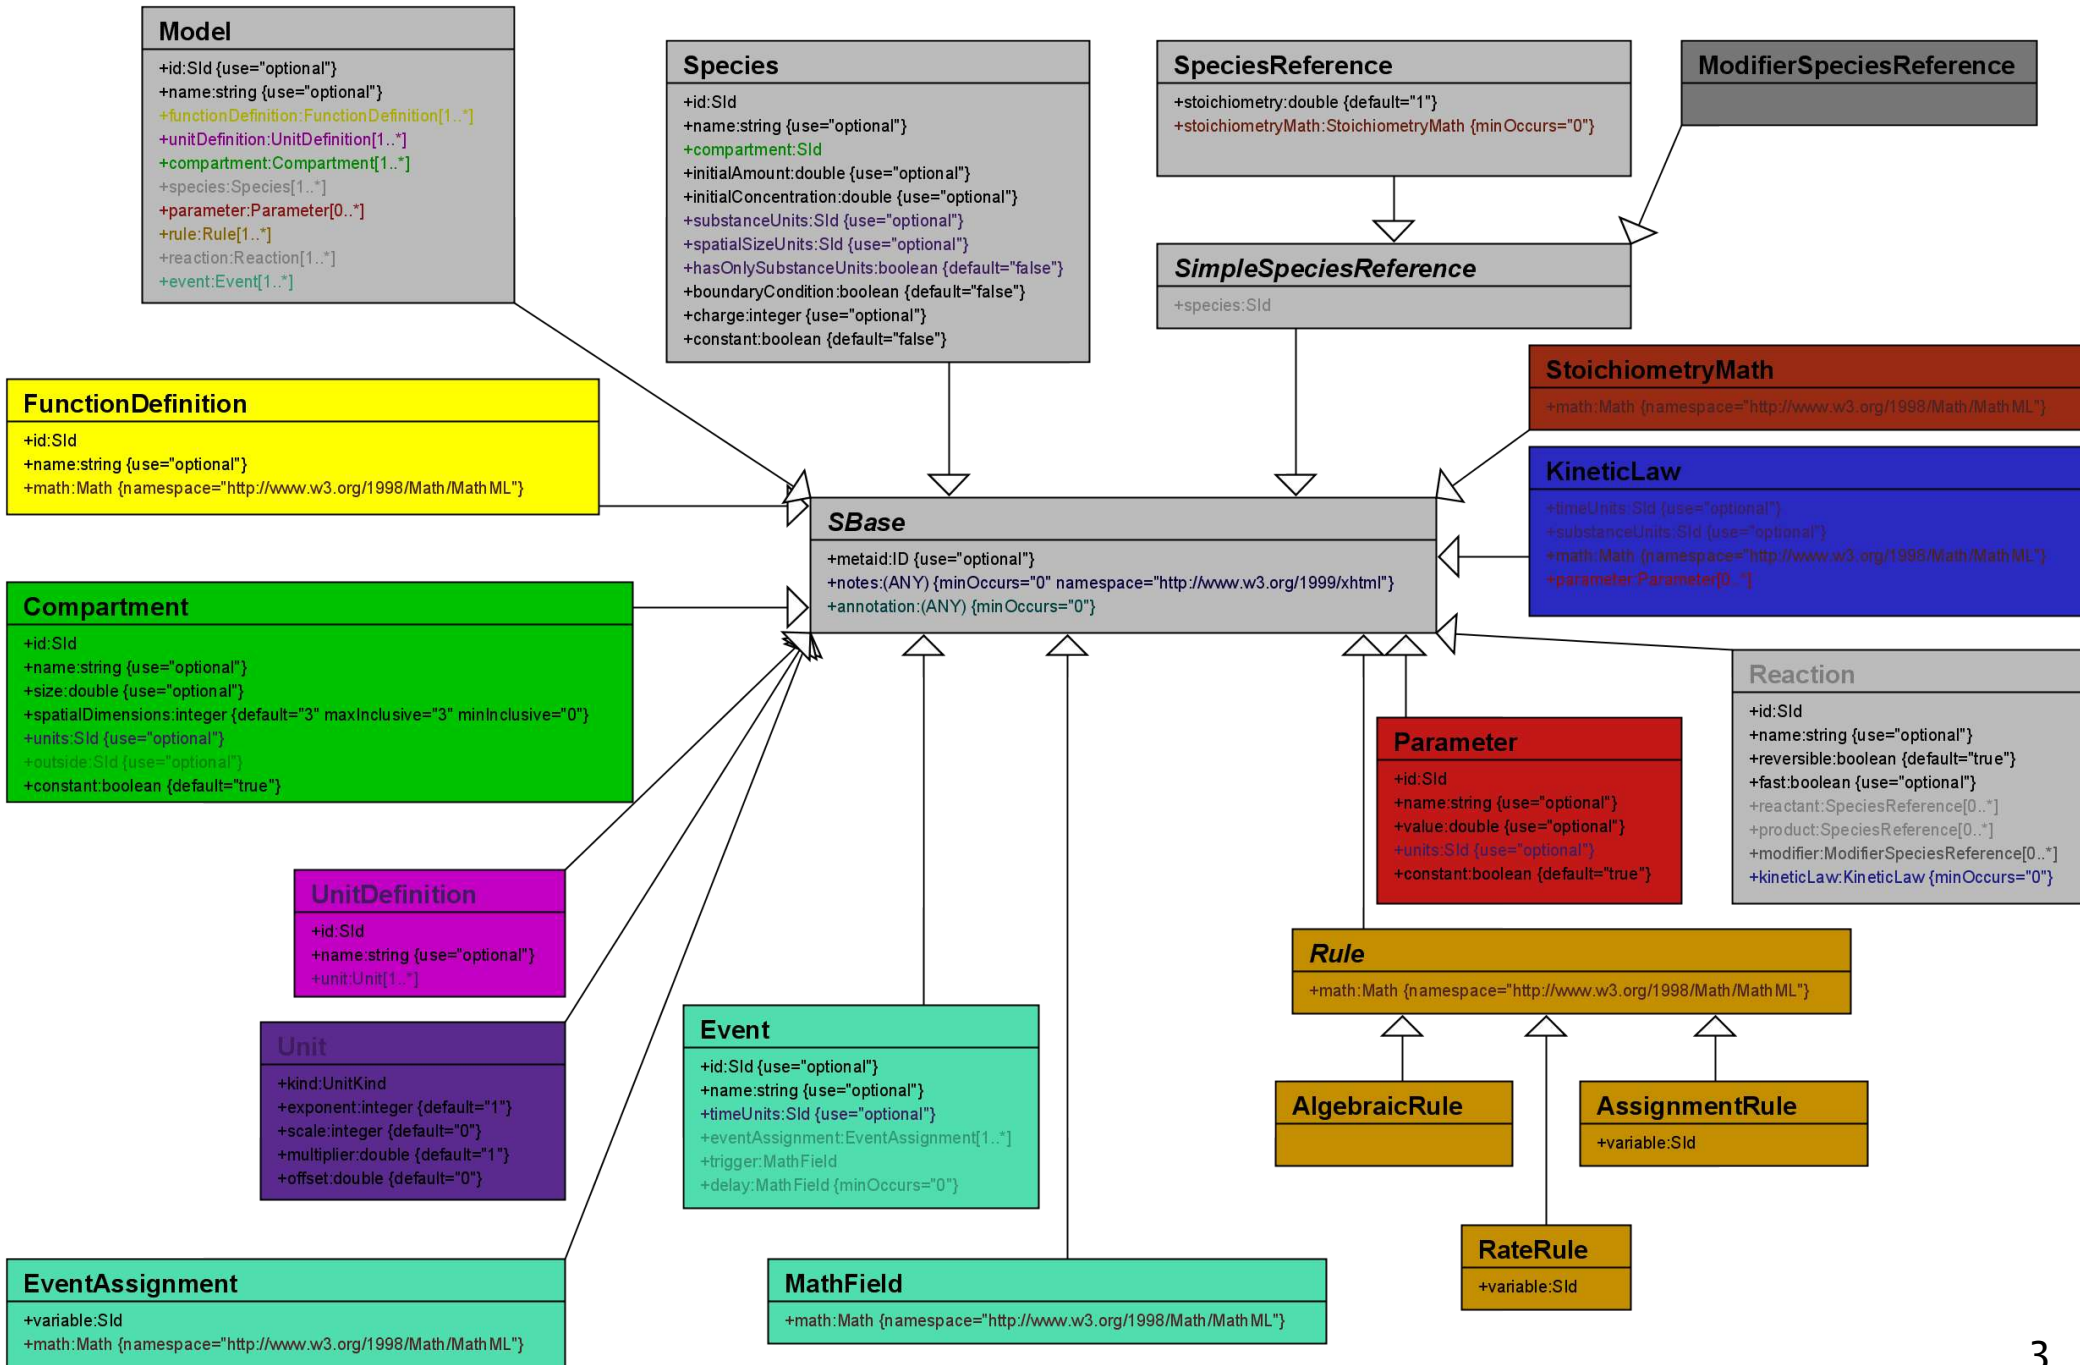 Model
+id:SId {use="optional"}
+name:string {use="optional"}
+functionDefinition:FunctionDefinition[1..*]
+unitDefinition:UnitDefinition[1..*]
+compartment:Compartment[1..*]
+species:Species[1..*]
+parameter:Parameter[0..*]
+rule:Rule[1..*]
+reaction:Reaction[1..*]
+event:Event[1..*]
Species
+id:SId
+name:string {use="optional"}
+compartment:SId
+initialAmount:double {use="optional"}
+initialConcentration:double {use="optional"}
+substanceUnits:SId {use="optional"}
+spatialSizeUnits:SId {use="optional"}
+hasOnlySubstanceUnits:boolean {default="false"}
+boundaryCondition:boolean {default="false"}
+charge:integer {use="optional"}
+constant:boolean {default="false"}
SpeciesReference
+stoichiometry:double {default="1"}
+stoichiometryMath:StoichiometryMath {minOccurs="0"}
ModifierSpeciesReference
SimpleSpeciesReference
+species:SId
StoichiometryMath
+math:Math {namespace="http://www.w3.org/1998/Math/MathML"}
FunctionDefinition
+id:SId
+name:string {use="optional"}
+math:Math {namespace="http://www.w3.org/1998/Math/MathML"}
KineticLaw
+timeUnits:SId {use="optional"}
+substanceUnits:SId {use="optional"}
+math:Math {namespace="http://www.w3.org/1998/Math/MathML"}
+parameter:Parameter[0..*]
SBase
+metaid:ID {use="optional"}
+notes:(ANY) {minOccurs="0" namespace="http://www.w3.org/1999/xhtml"}
+annotation:(ANY) {minOccurs="0"}
Compartment
+id:SId
+name:string {use="optional"}
+size:double {use="optional"}
+spatialDimensions:integer {default="3" maxInclusive="3" minInclusive="0"}
+units:SId {use="optional"}
+outside:SId {use="optional"}
+constant:boolean {default="true"}
Reaction
+id:SId
+name:string {use="optional"}
+reversible:boolean {default="true"}
+fast:boolean {use="optional"}
+reactant:SpeciesReference[0..*]
+product:SpeciesReference[0..*]
+modifier:ModifierSpeciesReference[0..*]
+kineticLaw:KineticLaw {minOccurs="0"}
Parameter
+id:SId
+name:string {use="optional"}
+value:double {use="optional"}
+units:SId {use="optional"}
+constant:boolean {default="true"}
UnitDefinition
+id:SId
+name:string {use="optional"}
+unit:Unit[1..*]
Rule
+math:Math {namespace="http://www.w3.org/1998/Math/MathML"}
Unit
+kind:UnitKind
+exponent:integer {default="1"}
+scale:integer {default="0"}
+multiplier:double {default="1"}
+offset:double {default="0"}
Event
+id:SId {use="optional"}
+name:string {use="optional"}
+timeUnits:SId {use="optional"}
+eventAssignment:EventAssignment[1..*]
+trigger:MathField
+delay:MathField {minOccurs="0"}
AlgebraicRule
AssignmentRule
+variable:SId
RateRule
+variable:SId
EventAssignment
+variable:SId
+math:Math {namespace="http://www.w3.org/1998/Math/MathML"}
MathField
+math:Math {namespace="http://www.w3.org/1998/Math/MathML"}
3